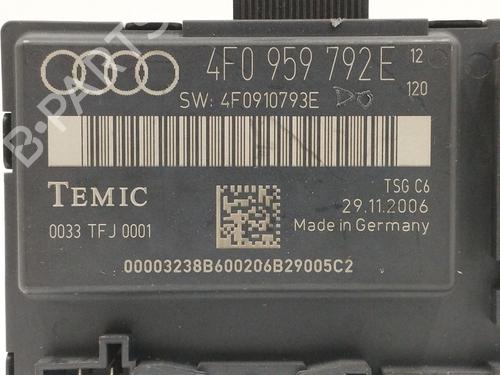 4F0 959 792E 12
SW: 4F0910793E 120
TEMIC
0033 TFJ 0001
TSG C6
29.11.2006
Made in Germany
00003238B600206B29005C2
B-PARTS